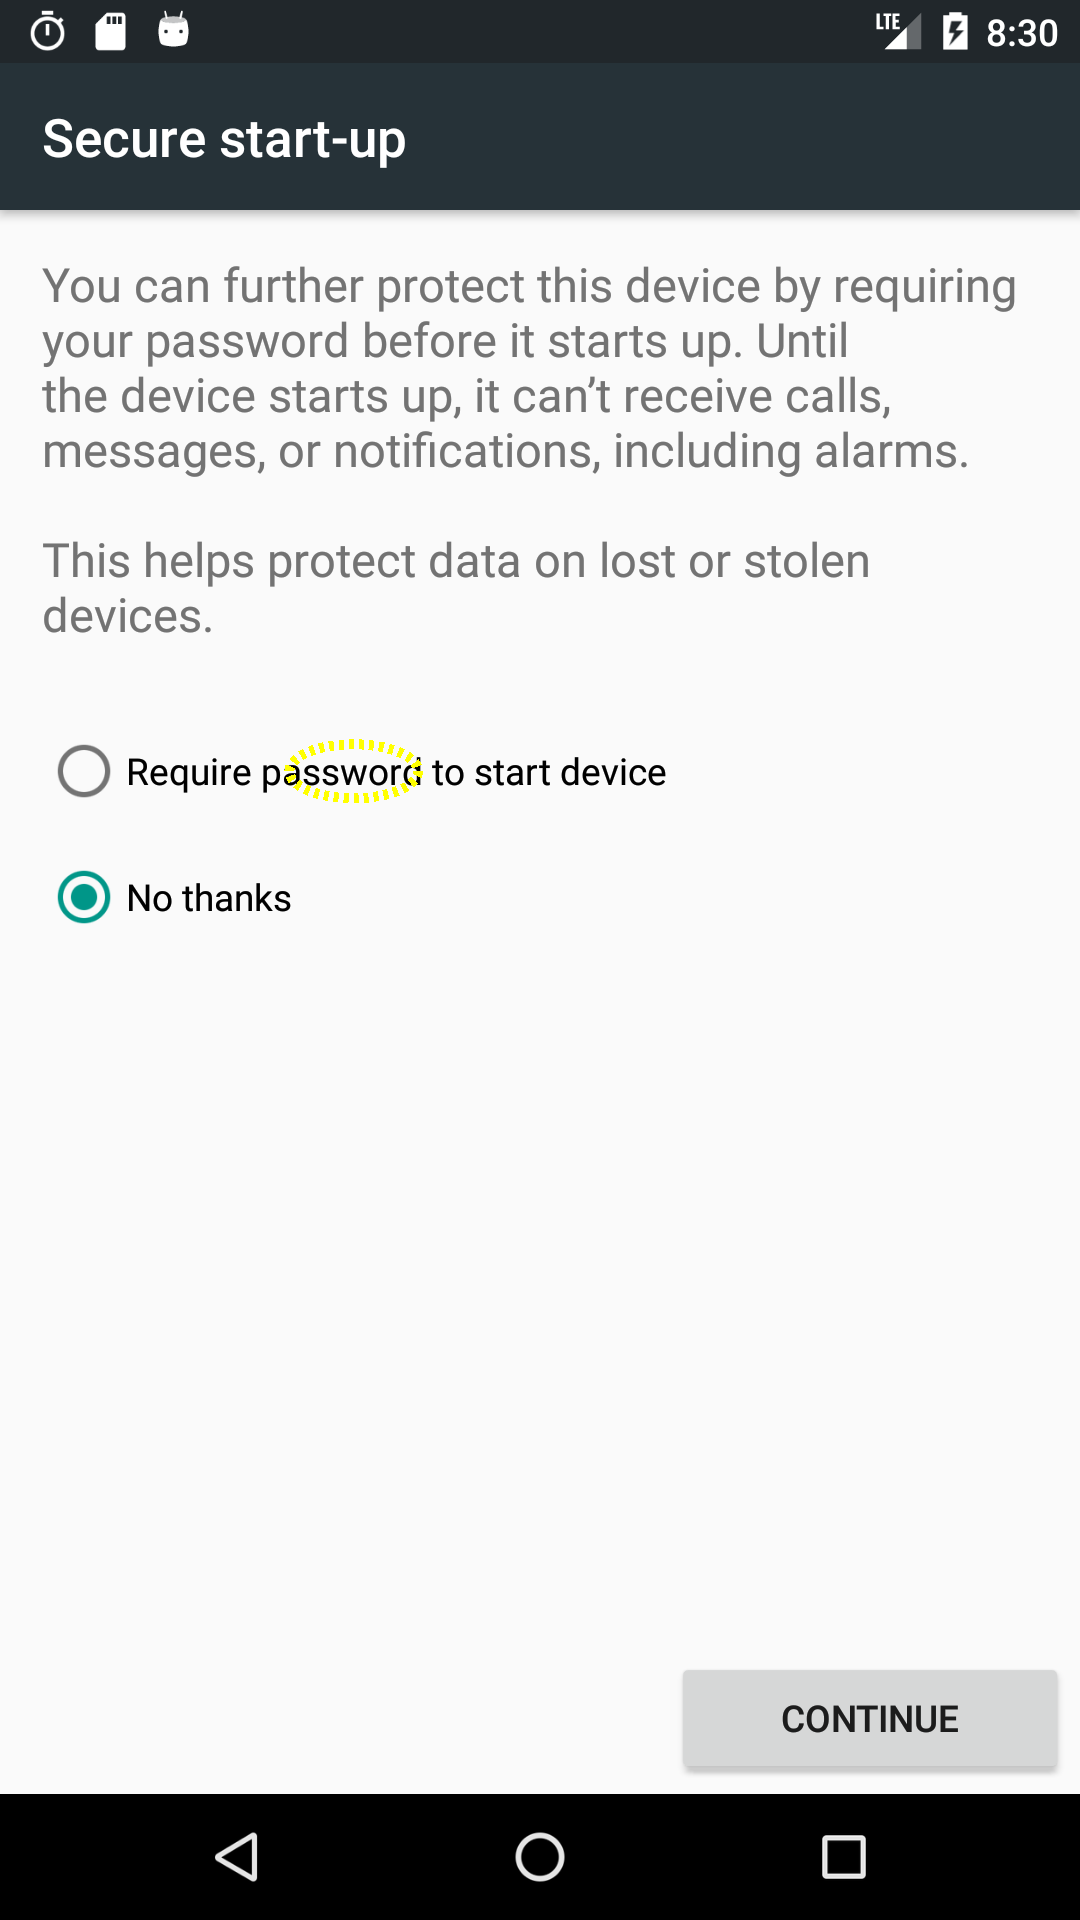 LTE 8:30
Secure start-up
You can further protect this device by requiring
your password before it starts up. Until
the device starts up, it can’t receive calls,
messages, or notifications, including alarms.
This helps protect data on lost or stolen
devices.
Require password to start device
No thanks
CONTINUE